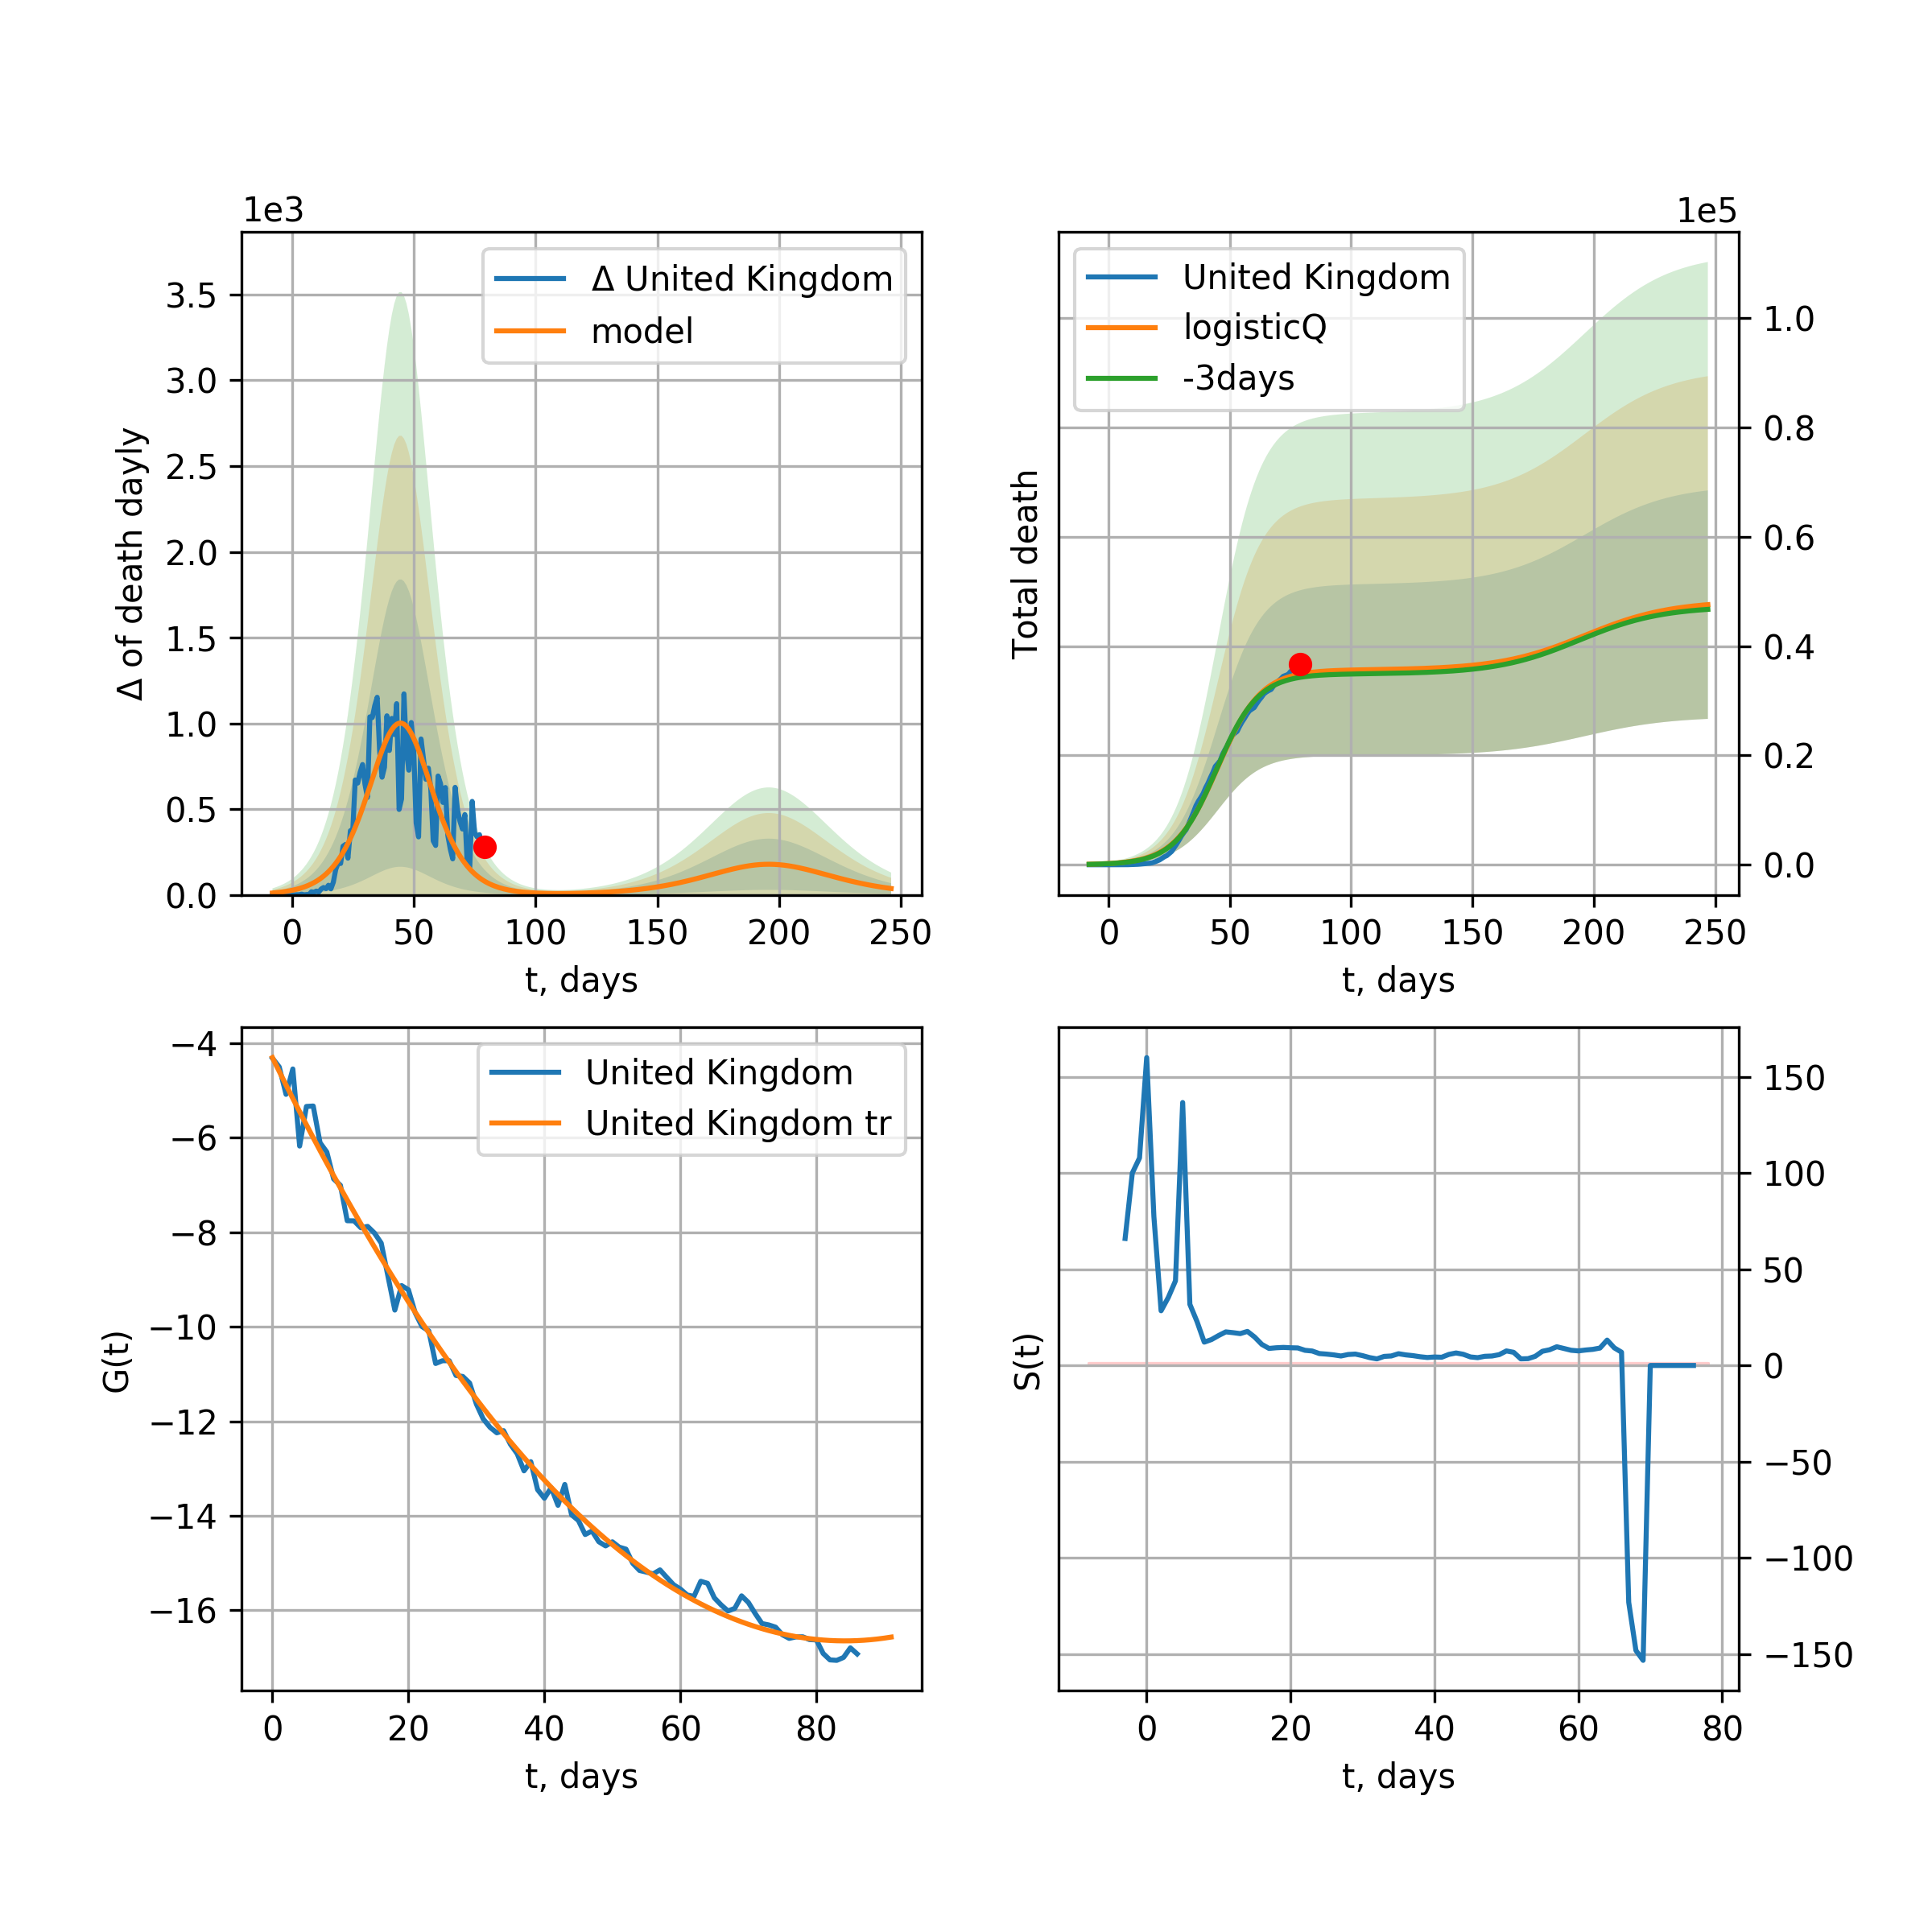 1e3
Δ of death dayly
3.5
3.0
2.5
2.0
1.5
1.0
0.5
0.0
Δ United Kingdom
model
0 50 100 150 200 250
t, days
1e5
Total death
United Kingdom
logisticQ
-3days
1.0
0.8
0.6
0.4
0.2
0.0
0 50 100 150 200 250
t, days
G(t)
−4
−6
−8
−10
−12
−14
−16
United Kingdom
United Kingdom tr
0 20 40 60 80
t, days
S(t)
150
100
50
0
−50
−100
−150
0 20 40 60 80
t, days